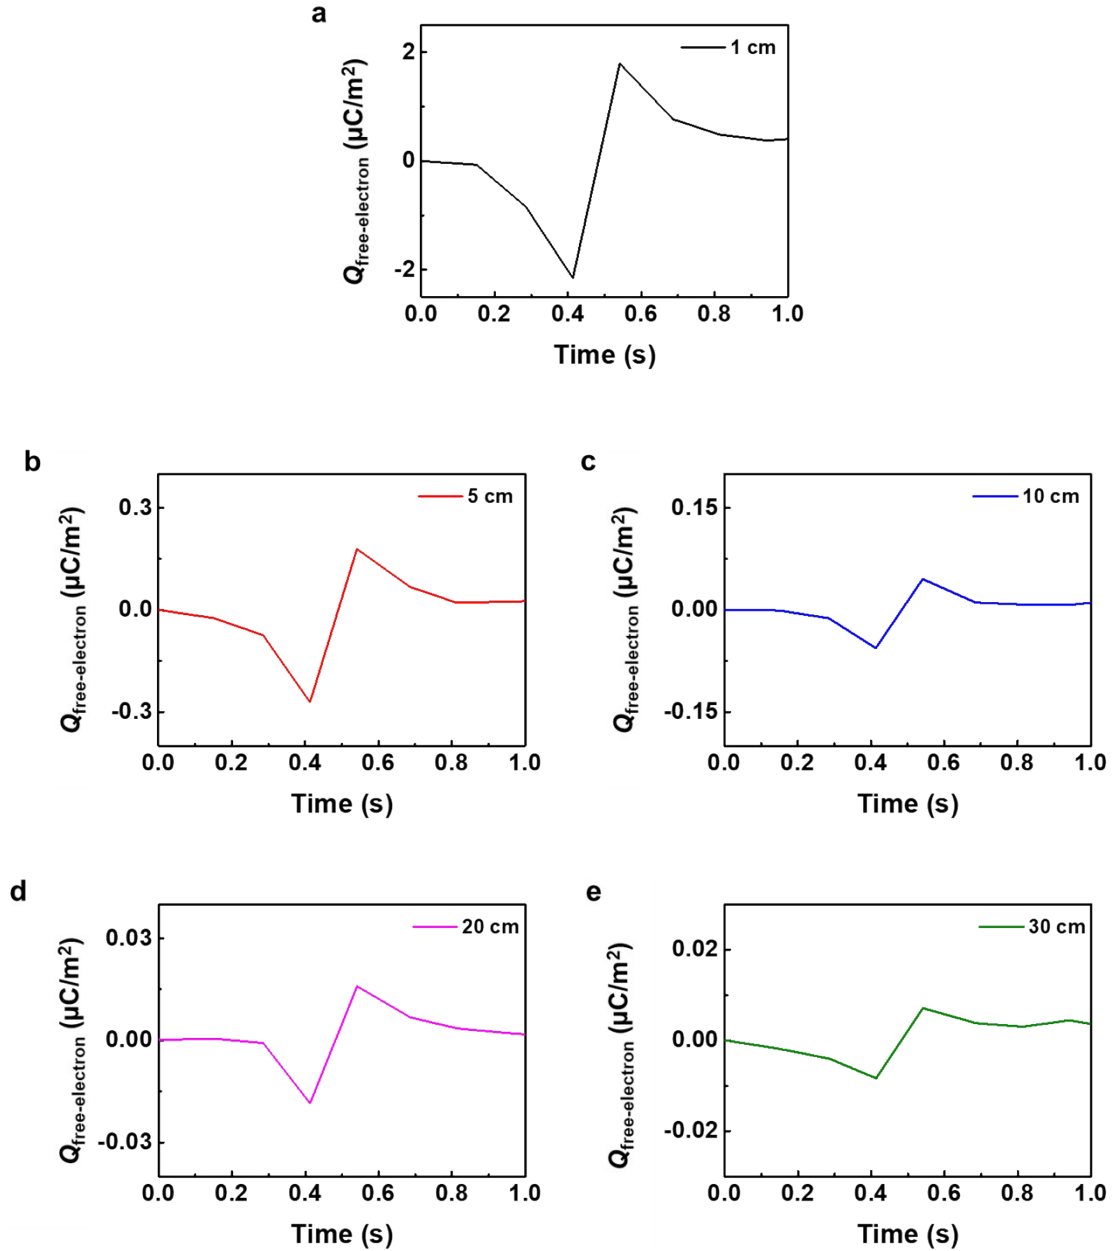 a
1 cm
Qfree-electron (µC/m2)
2
0
-2
0.0 0.2 0.4 0.6 0.8 1.0
Time (s)
b
5 cm
Qfree-electron (µC/m2)
0.3
0.0
-0.3
0.0 0.2 0.4 0.6 0.8 1.0
Time (s)
c
10 cm
Qfree-electron (µC/m2)
0.15
0.00
-0.15
0.0 0.2 0.4 0.6 0.8 1.0
Time (s)
d
20 cm
Qfree-electron (µC/m2)
0.03
0.00
-0.03
0.0 0.2 0.4 0.6 0.8 1.0
Time (s)
e
30 cm
Qfree-electron (µC/m2)
0.02
0.00
-0.02
0.0 0.2 0.4 0.6 0.8 1.0
Time (s)